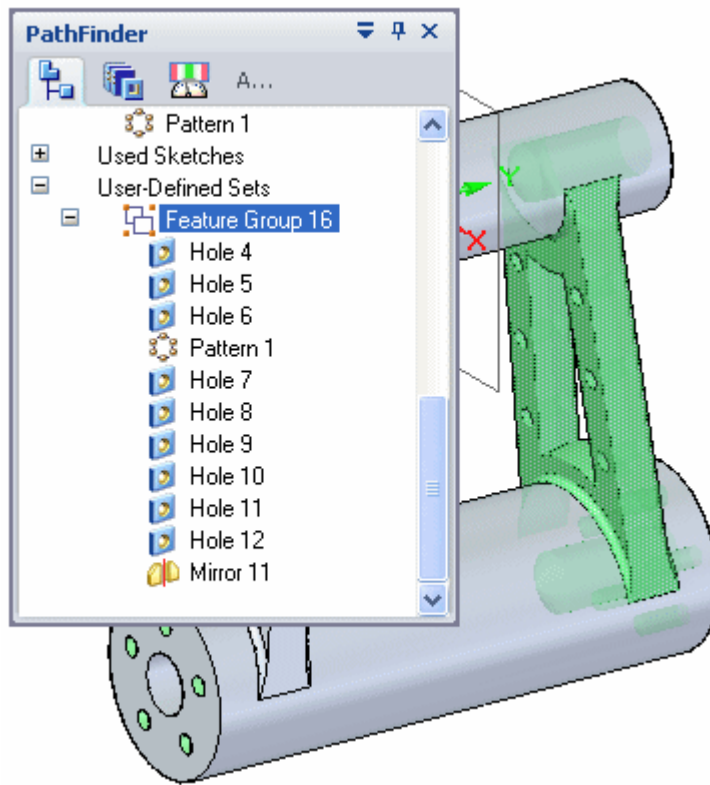 PathFinder
A...
Pattern 1
Used Sketches
User-Defined Sets
Feature Group 16
Hole 4
Hole 5
Hole 6
Pattern 1
Hole 7
Hole 8
Hole 9
Hole 10
Hole 11
Hole 12
Mirror 11
Y
X